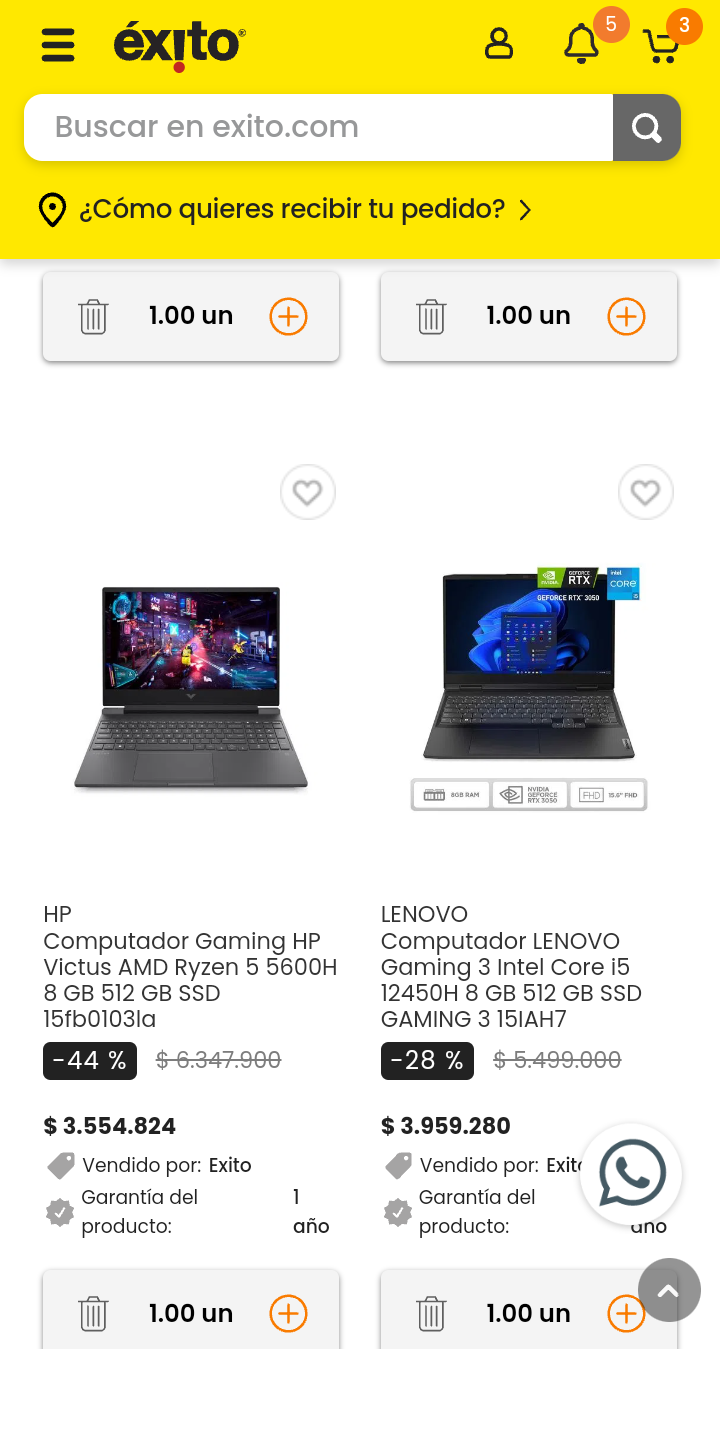 éxito®
5
3
Buscar en exito.com
¿Cómo quieres recibir tu pedido?
1.00 un
1.00 un
NVIDIA
GEFORCE
RTX
intel
CORE
i5
GEFORCE RTX™ 3050
8GB RAM
NVIDIA
GEFORCE
RTX 3050
FHD
15.6" FHD
HP
Computador Gaming HP
Victus AMD Ryzen 5 5600H
8 GB 512 GB SSD
15fb0103la
-44 %
$ 6.347.900
$ 3.554.824
Vendido por: Exito
Garantía del
producto:
1
año
LENOVO
Computador LENOVO
Gaming 3 Intel Core i5
12450H 8 GB 512 GB SSD
GAMING 3 15IAH7
-28 %
$ 5.499.000
$ 3.959.280
Vendido por: Exito
Garantía del
producto:
año
1.00 un
1.00 un